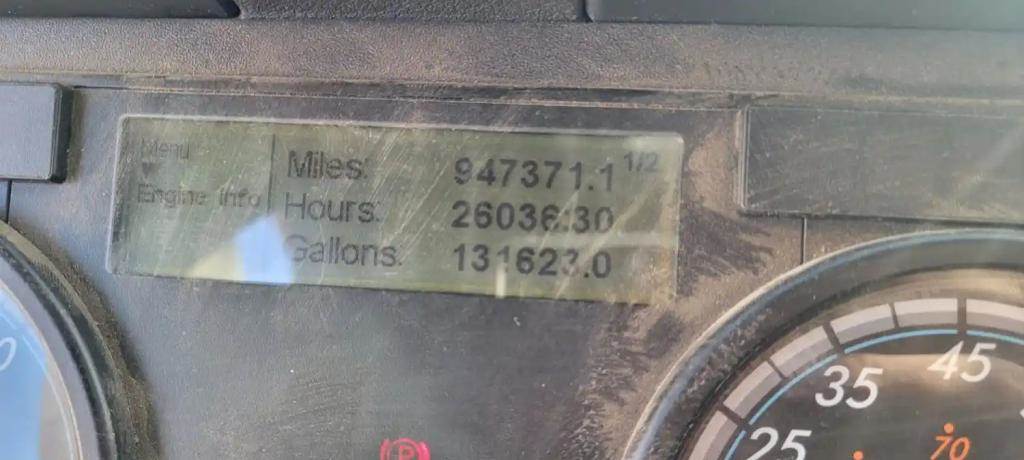 Menu
Engine Info
Miles: 947371.1 1/2
Hours: 26036:30
Gallons: 131623.0
35
45
25
70
P